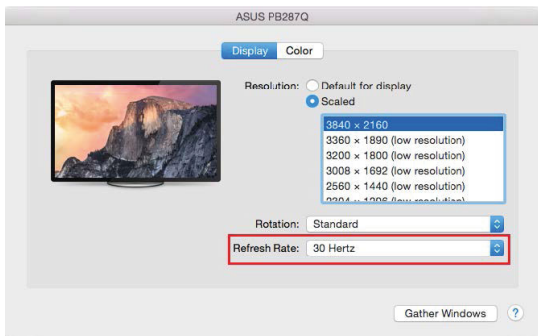 ASUS PB287Q
Display Color
Resolution: Default for display
Scaled
3840 × 2160
3360 × 1890 (low resolution)
3200 × 1800 (low resolution)
3008 × 1692 (low resolution)
2560 × 1440 (low resolution)
Rotation: Standard
Refresh Rate: 30 Hertz
Gather Windows ?